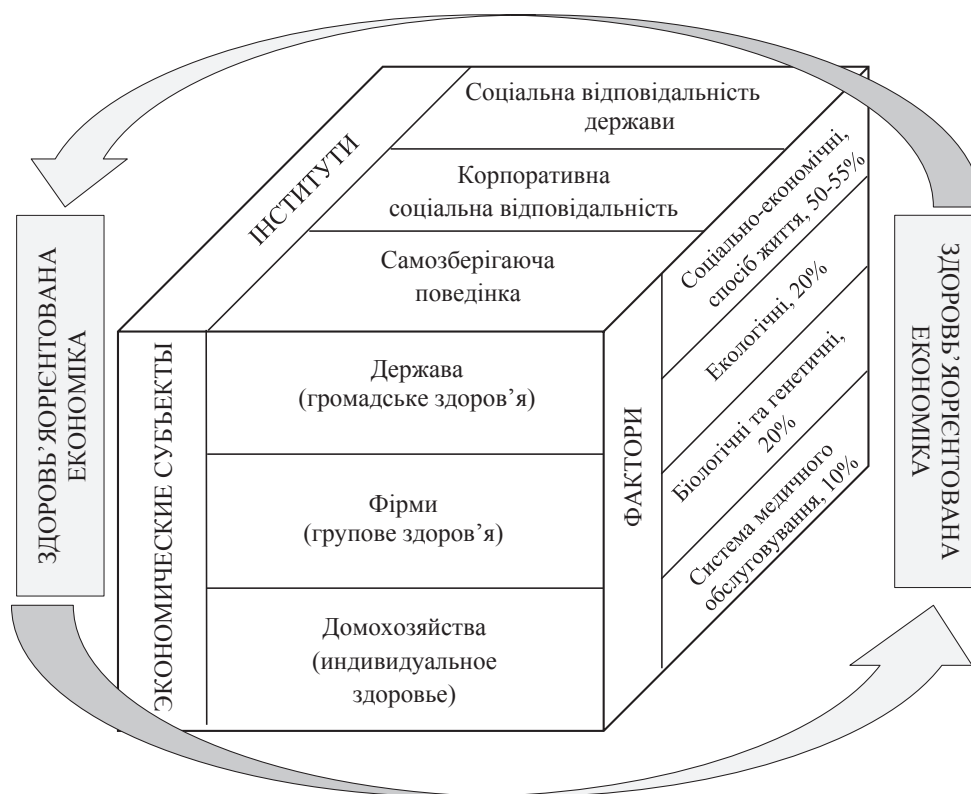 ЗДОРОВЬ’ЯОРІЄНТОВАНА
ЕКОНОМІКА
ІНСТИТУТИ
Соціальна відповідальність
держави
Корпоративна
соціальна відповідальність
Самозберігаюча
поведінка
ЭКОНОМИЧЕСКИЕ СУБЪЕКТЫ
Держава
(громадське здоров’я)
Фірми
(групове здоров’я)
Домохозяйства
(индивидуальное
здоровье)
ФАКТОРИ
Соціально-економічні,
спосіб життя, 50-55%
Екологічні, 20%
Біологічні та генетичні,
20%
Система медичного
обслуговування, 10%
ЗДОРОВЬ’ЯОРІЄНТОВАНА
ЕКОНОМІКА